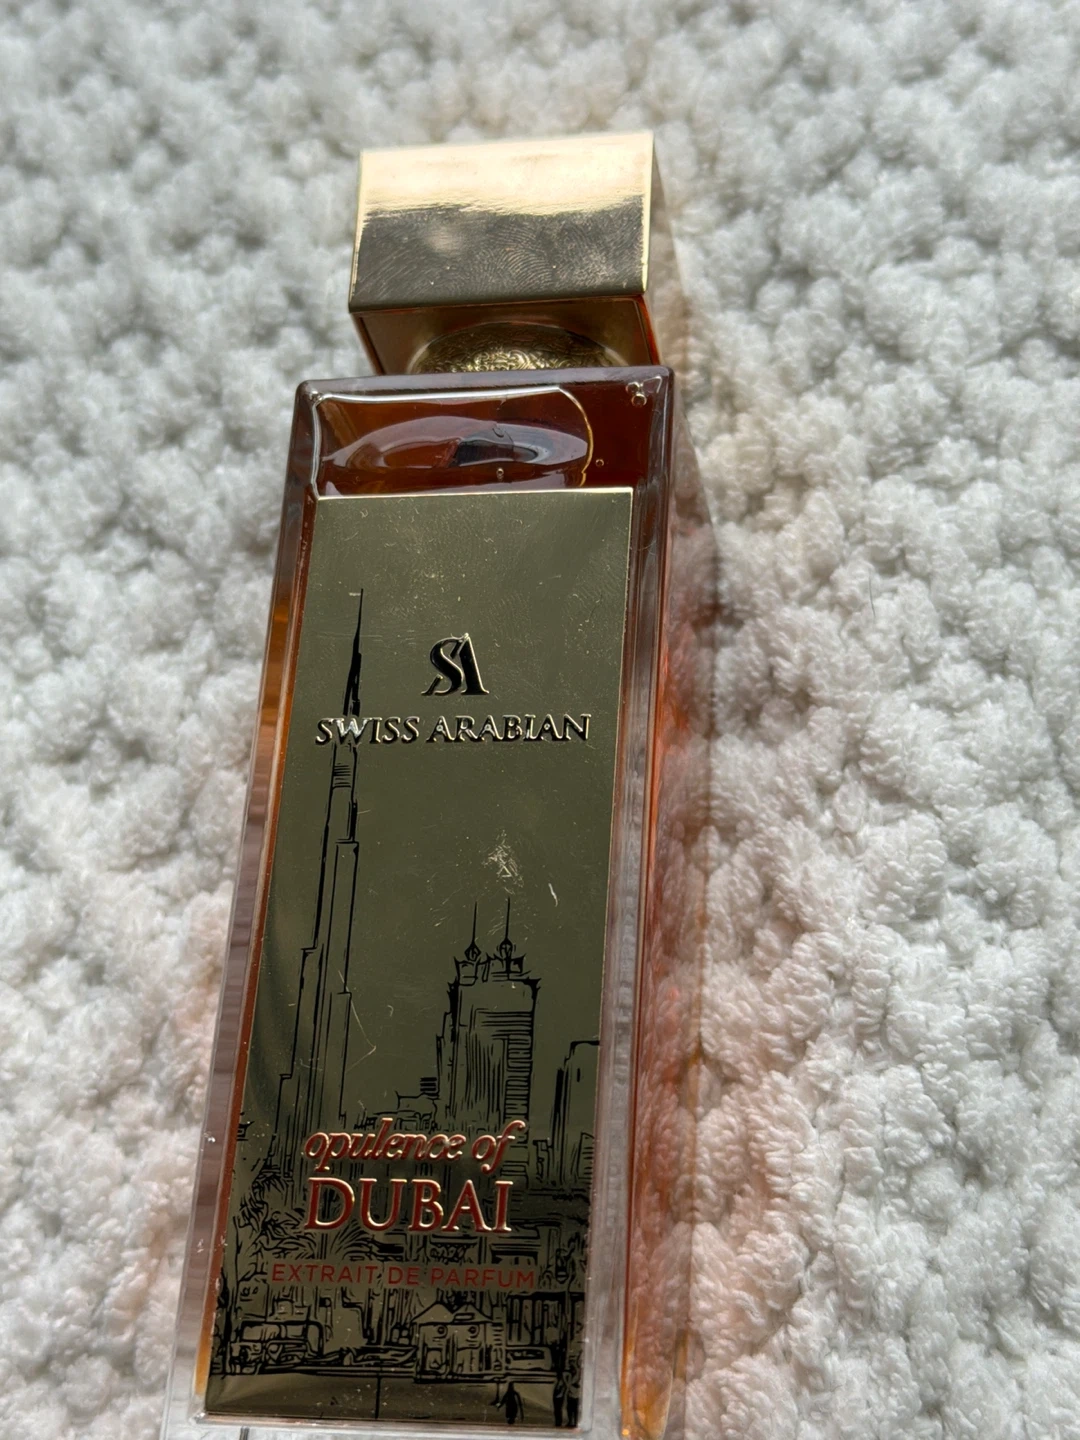 SA
SWISS ARABIAN
opulence of
DUBAI
EXTRAIT DE PARFUM